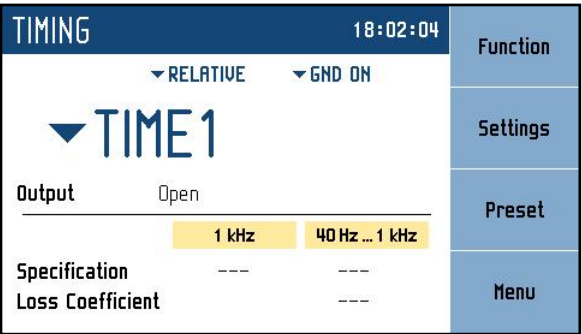 TIMING 18:02:04
RELATIVE GND ON
TIME1
Output Open
1 kHz 40 Hz ... 1 kHz
Specification --- ---
Loss Coefficient ---
Function
Settings
Preset
Menu